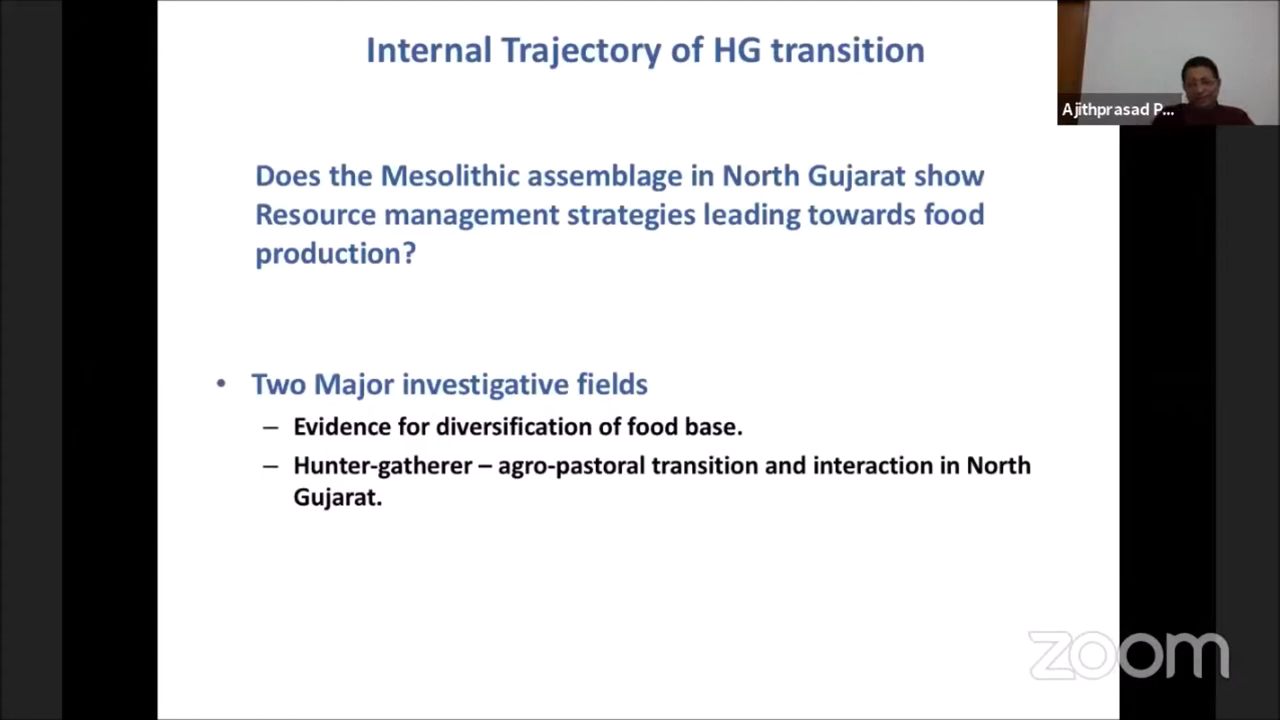 Internal Trajectory of HG transition
Ajithprasad P...
Does the Mesolithic assemblage in North Gujarat show
Resource management strategies leading towards food
production?
• Two Major investigative fields
– Evidence for diversification of food base.
– Hunter-gatherer – agro-pastoral transition and interaction in North
Gujarat.
zoom